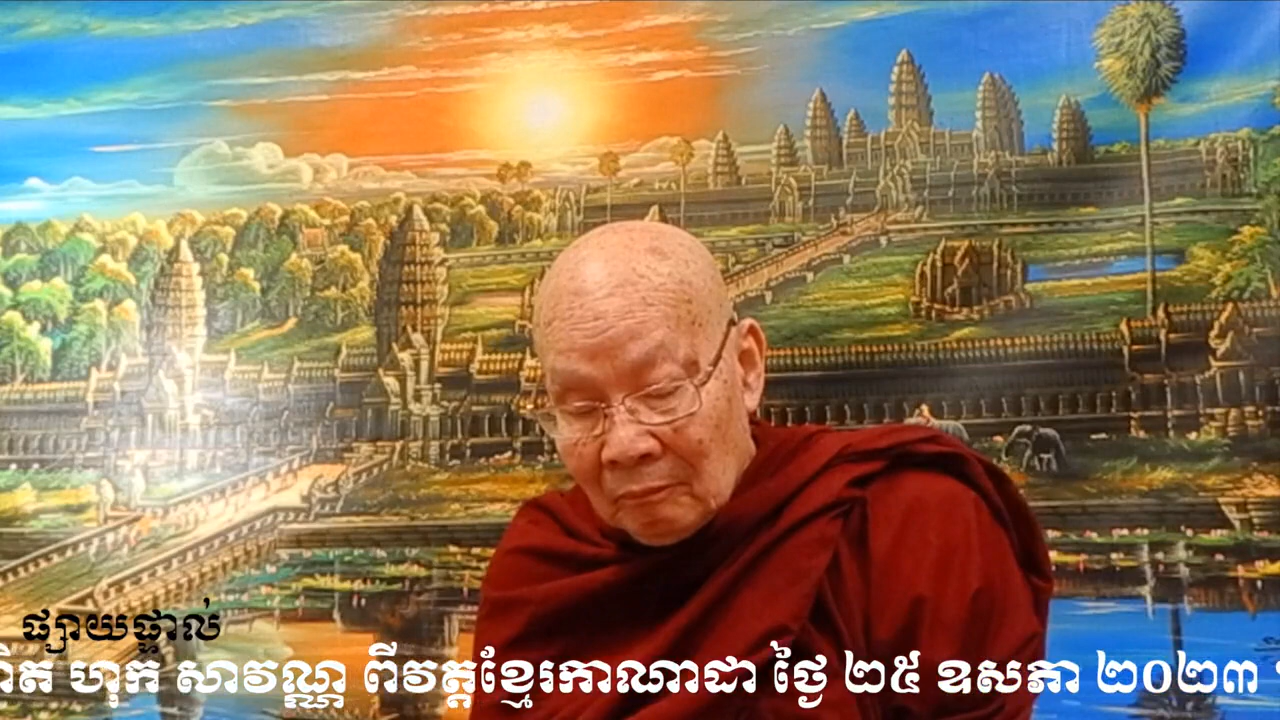 ផ្សាយផ្ទាល់
ហុក សាវណ្ណ ពីវត្តខ្មែរកាណាដា ថ្ងៃ ២៥ ឧសភា ២០២៣